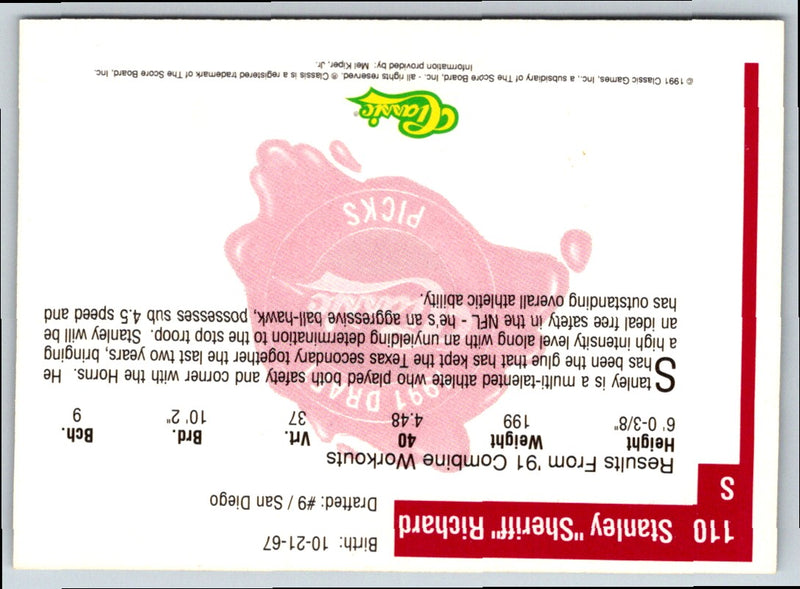 110 Stanley "Sheriff" Richard
S
Birth: 10-21-67
Drafted: #9 / San Diego
Results From '91 Combine Workouts
Height Weight 40 Vrt. Brd. Bch.
6' 0-3/8" 199 4.48 37 10' 2" 9
Stanley is a multi-talented athlete who played both safety and corner with the Horns. He
has been the glue that has kept the Texas secondary together the last two years, bringing
a high intensity level along with an unyielding determination to the stop troop. Stanley will be
an ideal free safety in the NFL - he's an aggressive ball-hawk, possesses sub 4.5 speed and
has outstanding overall athletic ability.
1991 DRAFT
Classic
PICKS
Classic®
© 1991 Classic Games, Inc., a subsidiary of The Score Board, Inc. - all rights reserved. ® Classic is a registered trademark of The Score Board, Inc.
Information provided by: Mel Kiper, Jr.